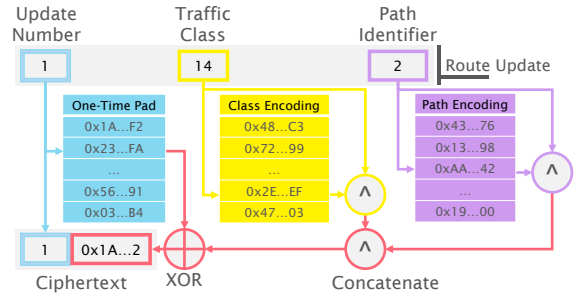 Update
Number
Traffic
Class
Path
Identifier
1
14
2
Route Update
One-Time Pad
0x1A...F2
0x23...FA
...
0x56...91
0x03...B4
Class Encoding
0x48...C3
0x72...99
...
0x2E...EF
0x47...03
Path Encoding
0x43...76
0x13...98
0xAA...42
...
0x19...00
^
^
^
1
0x1A...2
Ciphertext
XOR
Concatenate